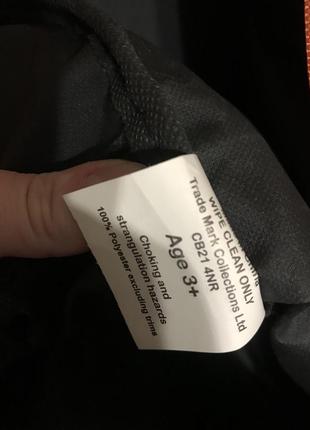 WIPE CLEAN ONLY
Trade Mark Collections Ltd
CB21 4NR
Age 3+
Choking and
strangulation hazards
100% Polyester excluding trims